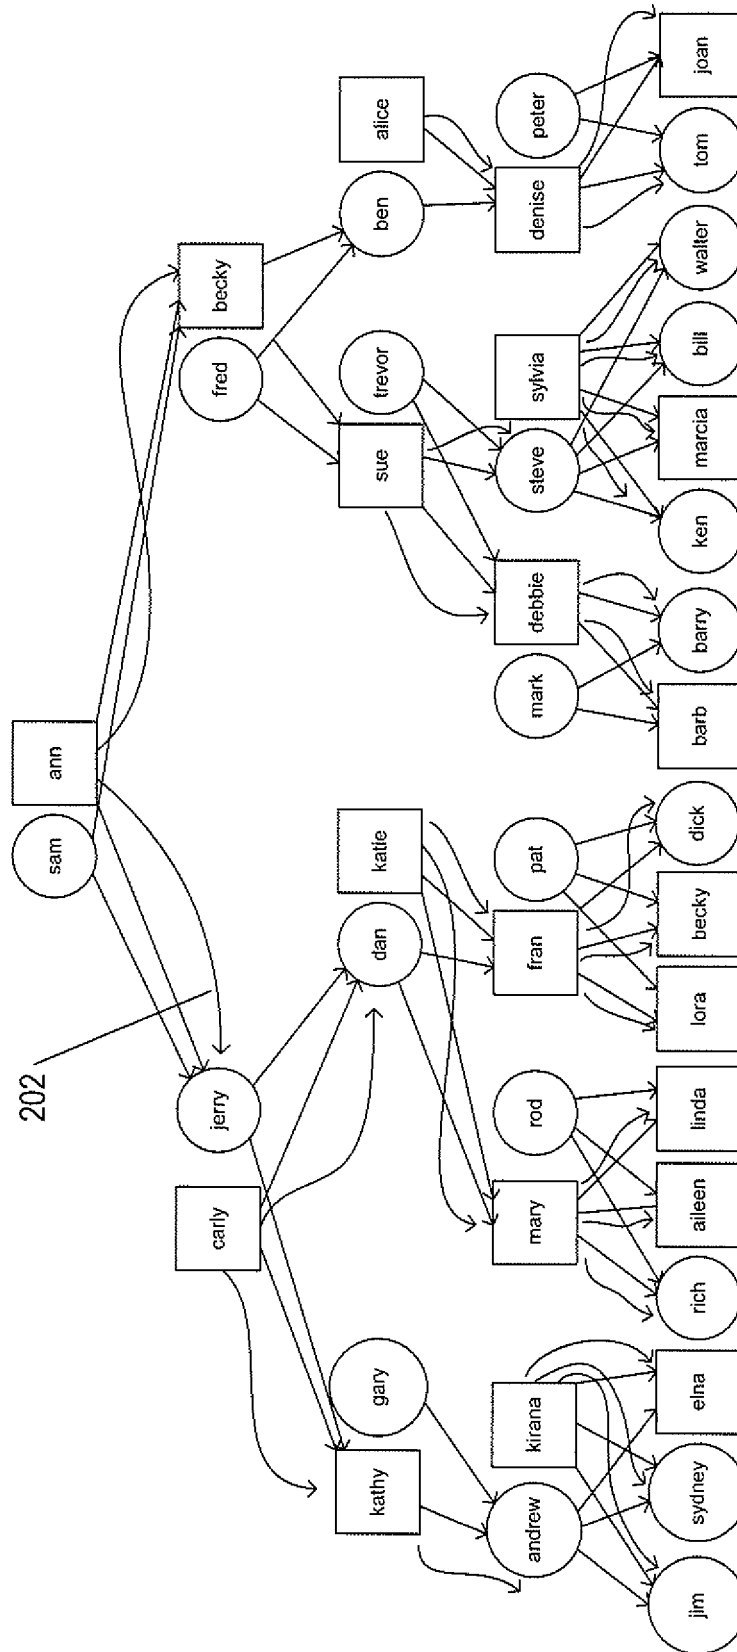 sam
ann
202
carly
jerry
fred
becky
kathy
gary
dan
katie
sue
trevor
ben
alice
andrew
kirana
mary
rod
fran
pat
mark
debbie
steve
sylvia
denise
peter
jim
sydney
elna
rich
aileen
linda
lora
becky
dick
barb
barry
ken
marcia
bill
walter
tom
joan